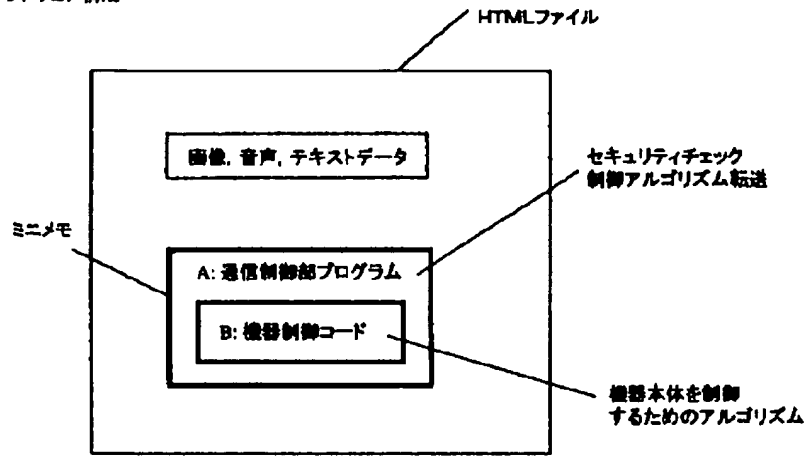 HTMLファイル
画像, 音声, テキストデータ
セキュリティチェック
制御アルゴリズム転送
ミニメモ
A: 通信制御部プログラム
B: 機器制御コード
機器本体を制御
するためのアルゴリズム